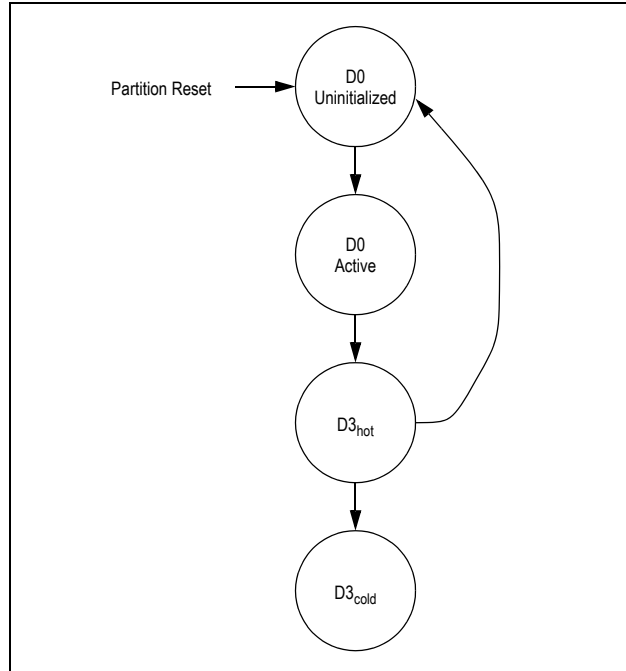 Partition Reset
D0
Uninitialized
D0
Active
D3hot
D3cold